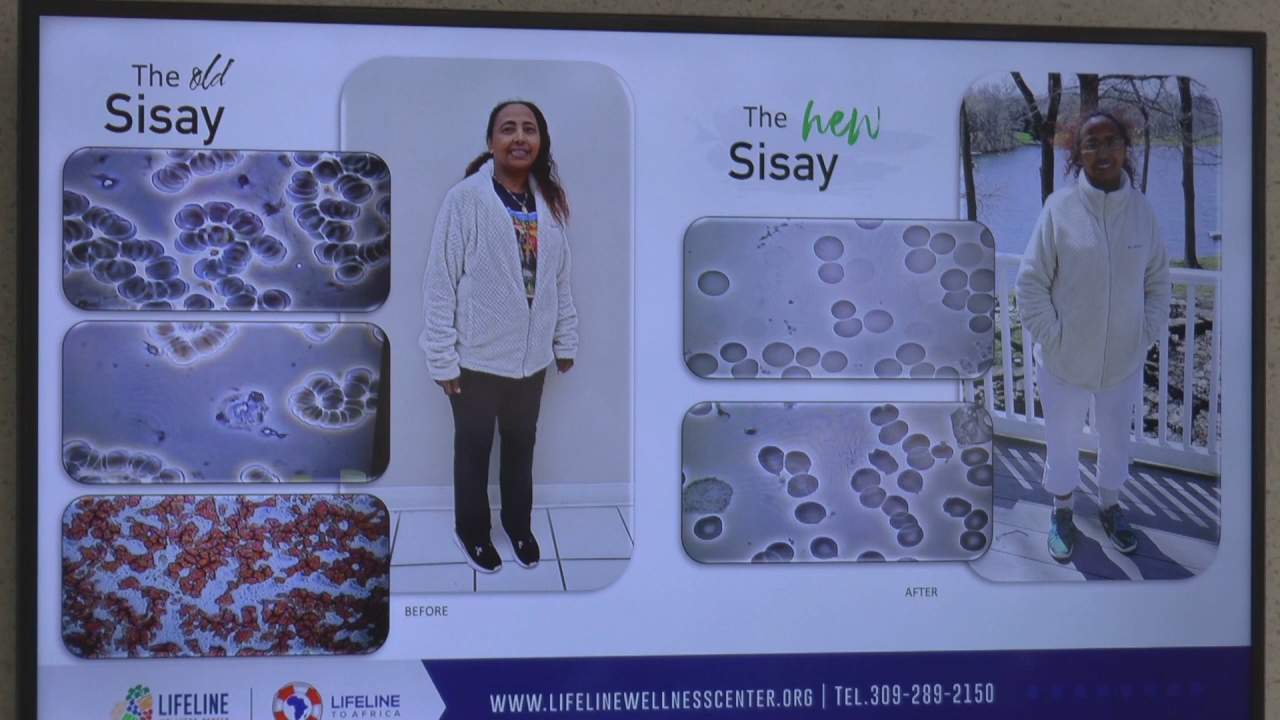 The old
Sisay
The new
Sisay
BEFORE
AFTER
LIFELINE
LIFELINE
TO AFRICA
WWW.LIFELINEWELLNESSCENTER.ORG | TEL.309-289-2150